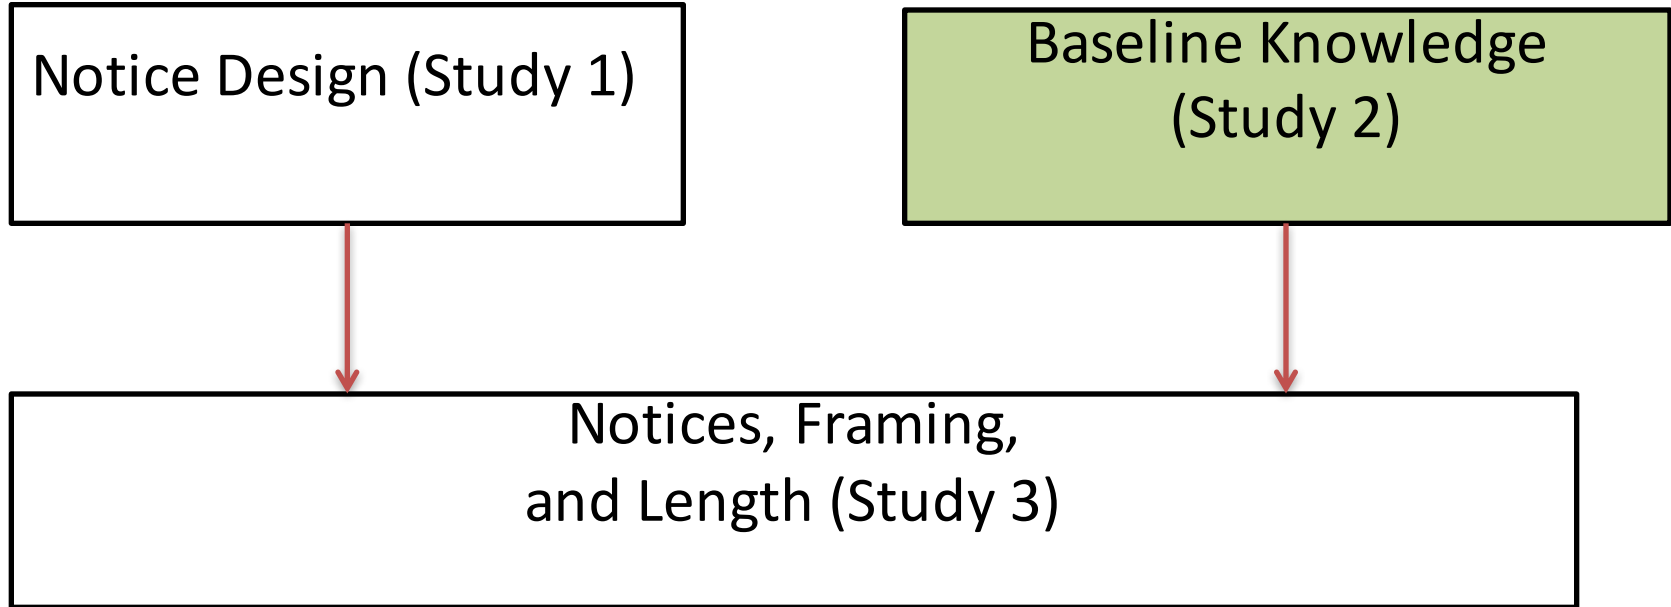 Notice Design (Study 1)
Baseline Knowledge
(Study 2)
Notices, Framing,
and Length (Study 3)